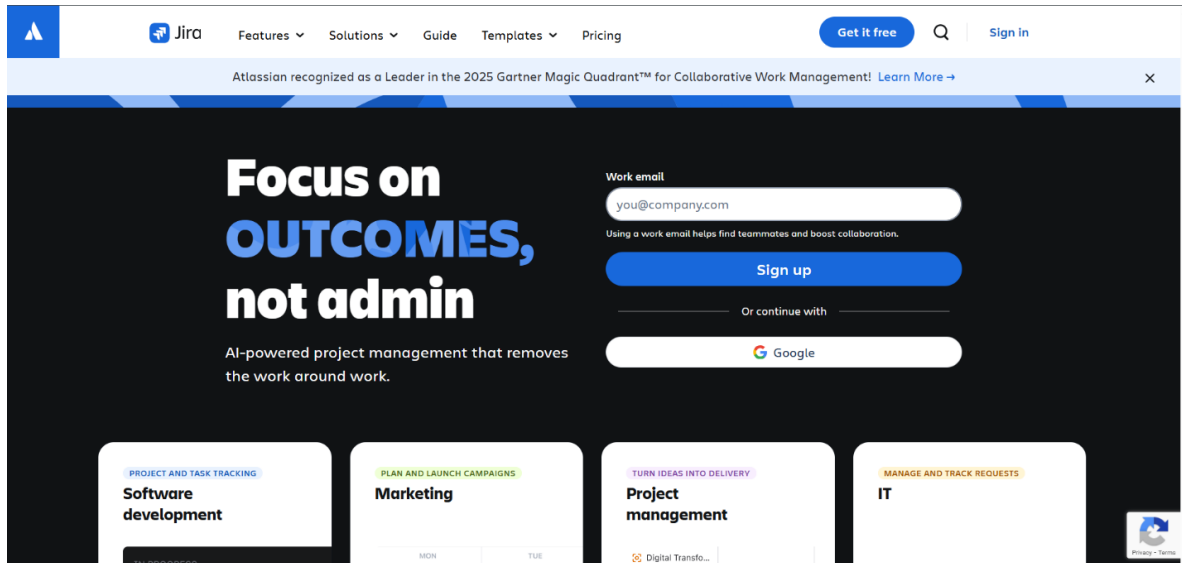 Jira Features Solutions Guide Templates Pricing Get it free Sign in
Atlassian recognized as a Leader in the 2025 Gartner Magic Quadrant™ for Collaborative Work Management! Learn More →
Focus on
OUTCOMES,
not admin
AI-powered project management that removes
the work around work.
Work email
you@company.com
Using a work email helps find teammates and boost collaboration.
Sign up
Or continue with
Google
PROJECT AND TASK TRACKING
Software
development
PLAN AND LAUNCH CAMPAIGNS
Marketing
MON TUE
TURN IDEAS INTO DELIVERY
Project
management
Digital Transfo...
MANAGE AND TRACK REQUESTS
IT
Privacy - Terms